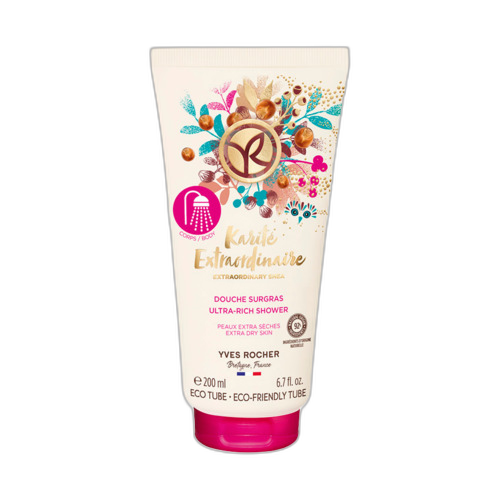 CORPS / BODY
Karité
Extraordinaire
EXTRAORDINARY SHEA
DOUCHE SURGRAS
ULTRA-RICH SHOWER
PEAUX EXTRA SÈCHES
EXTRA DRY SKIN
YVES ROCHER
Bretagne, France
e 200 ml 6.7 fl. oz.
ECO TUBE • ECO-FRIENDLY TUBE